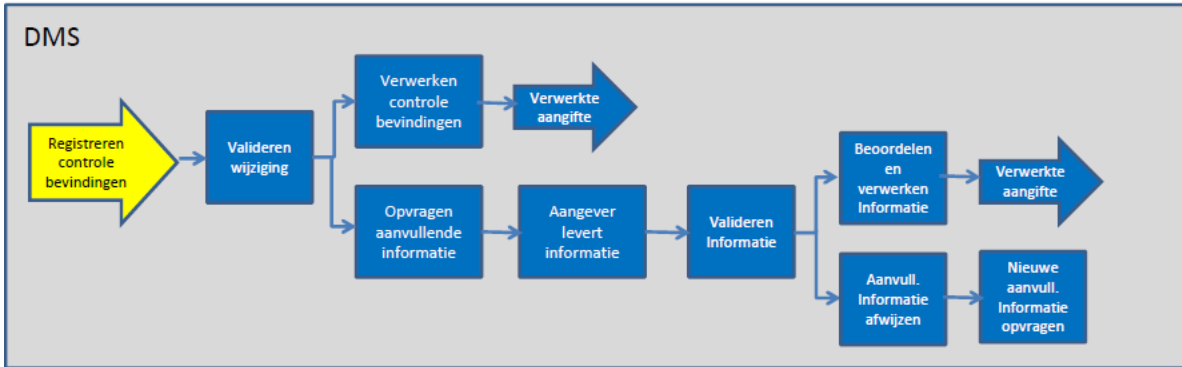 DMS
Registreren
controle
bevindingen
Valideren
wijziging
Verwerken
controle
bevindingen
Verwerkte
aangifte
Opvragen
aanvullende
informatie
Aangever
levert
informatie
Valideren
Informatie
Beoordelen
en
verwerken
Informatie
Verwerkte
aangifte
Aanvull.
Informatie
afwijzen
Nieuwe
aanvull.
Informatie
opvragen